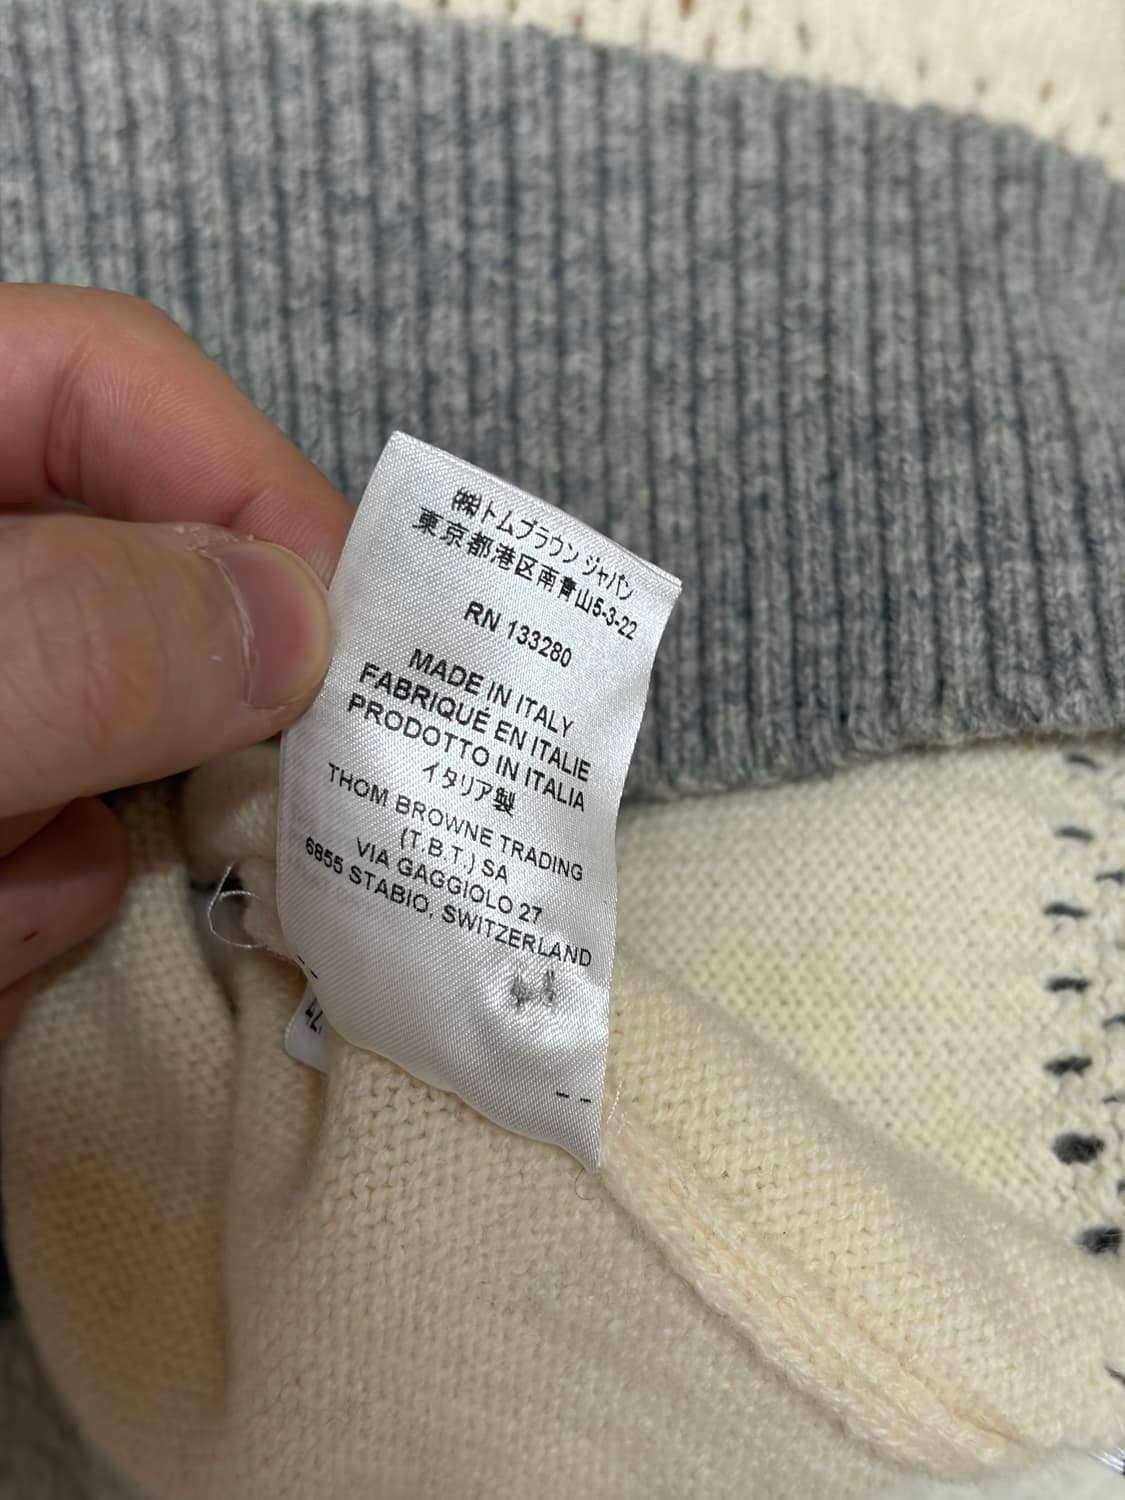 ㈱トムブラウン ジャパン
東京都港区南青山5-3-22
RN 133280
MADE IN ITALY
FABRIQUÉ EN ITALIE
PRODOTTO IN ITALIA
イタリア製
THOM BROWNE TRADING
(T.B.T.) SA
VIA GAGGIOLO 27
6855 STABIO, SWITZERLAND